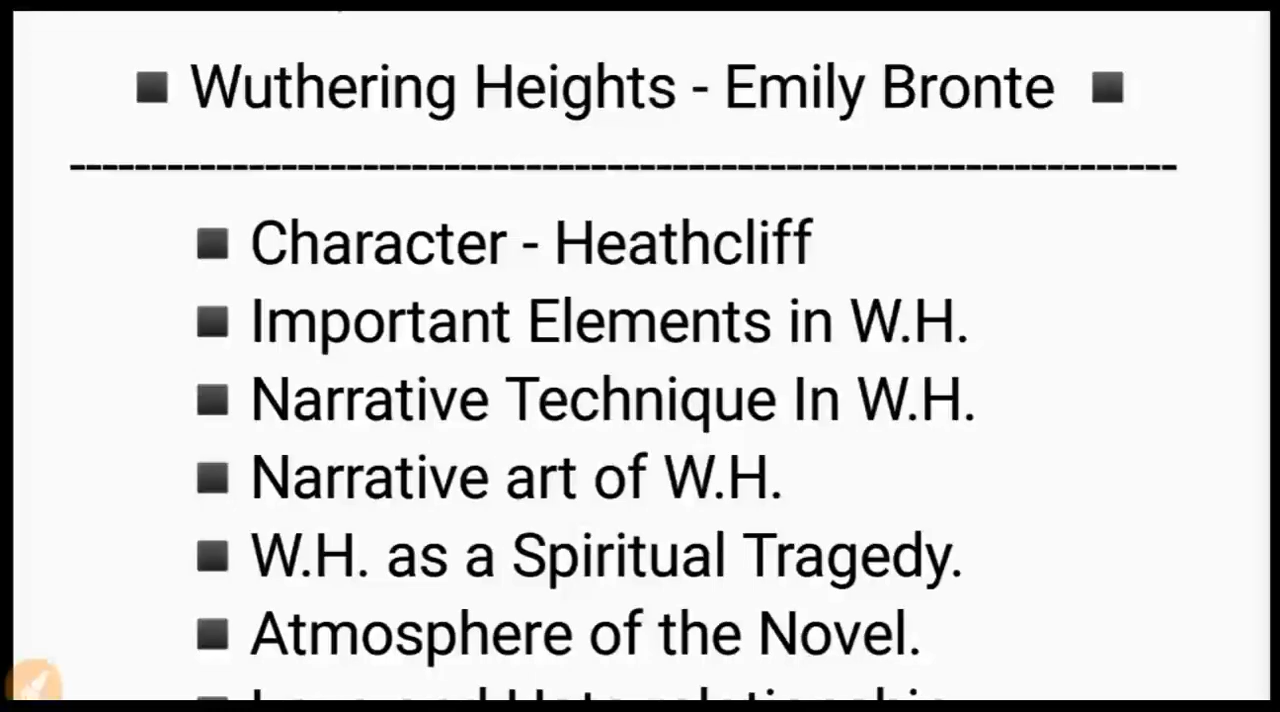 ◾ Wuthering Heights - Emily Bronte ◾
----------------------------------------------------------------------
◾ Character - Heathcliff
◾ Important Elements in W.H.
◾ Narrative Technique In W.H.
◾ Narrative art of W.H.
◾ W.H. as a Spiritual Tragedy.
◾ Atmosphere of the Novel.